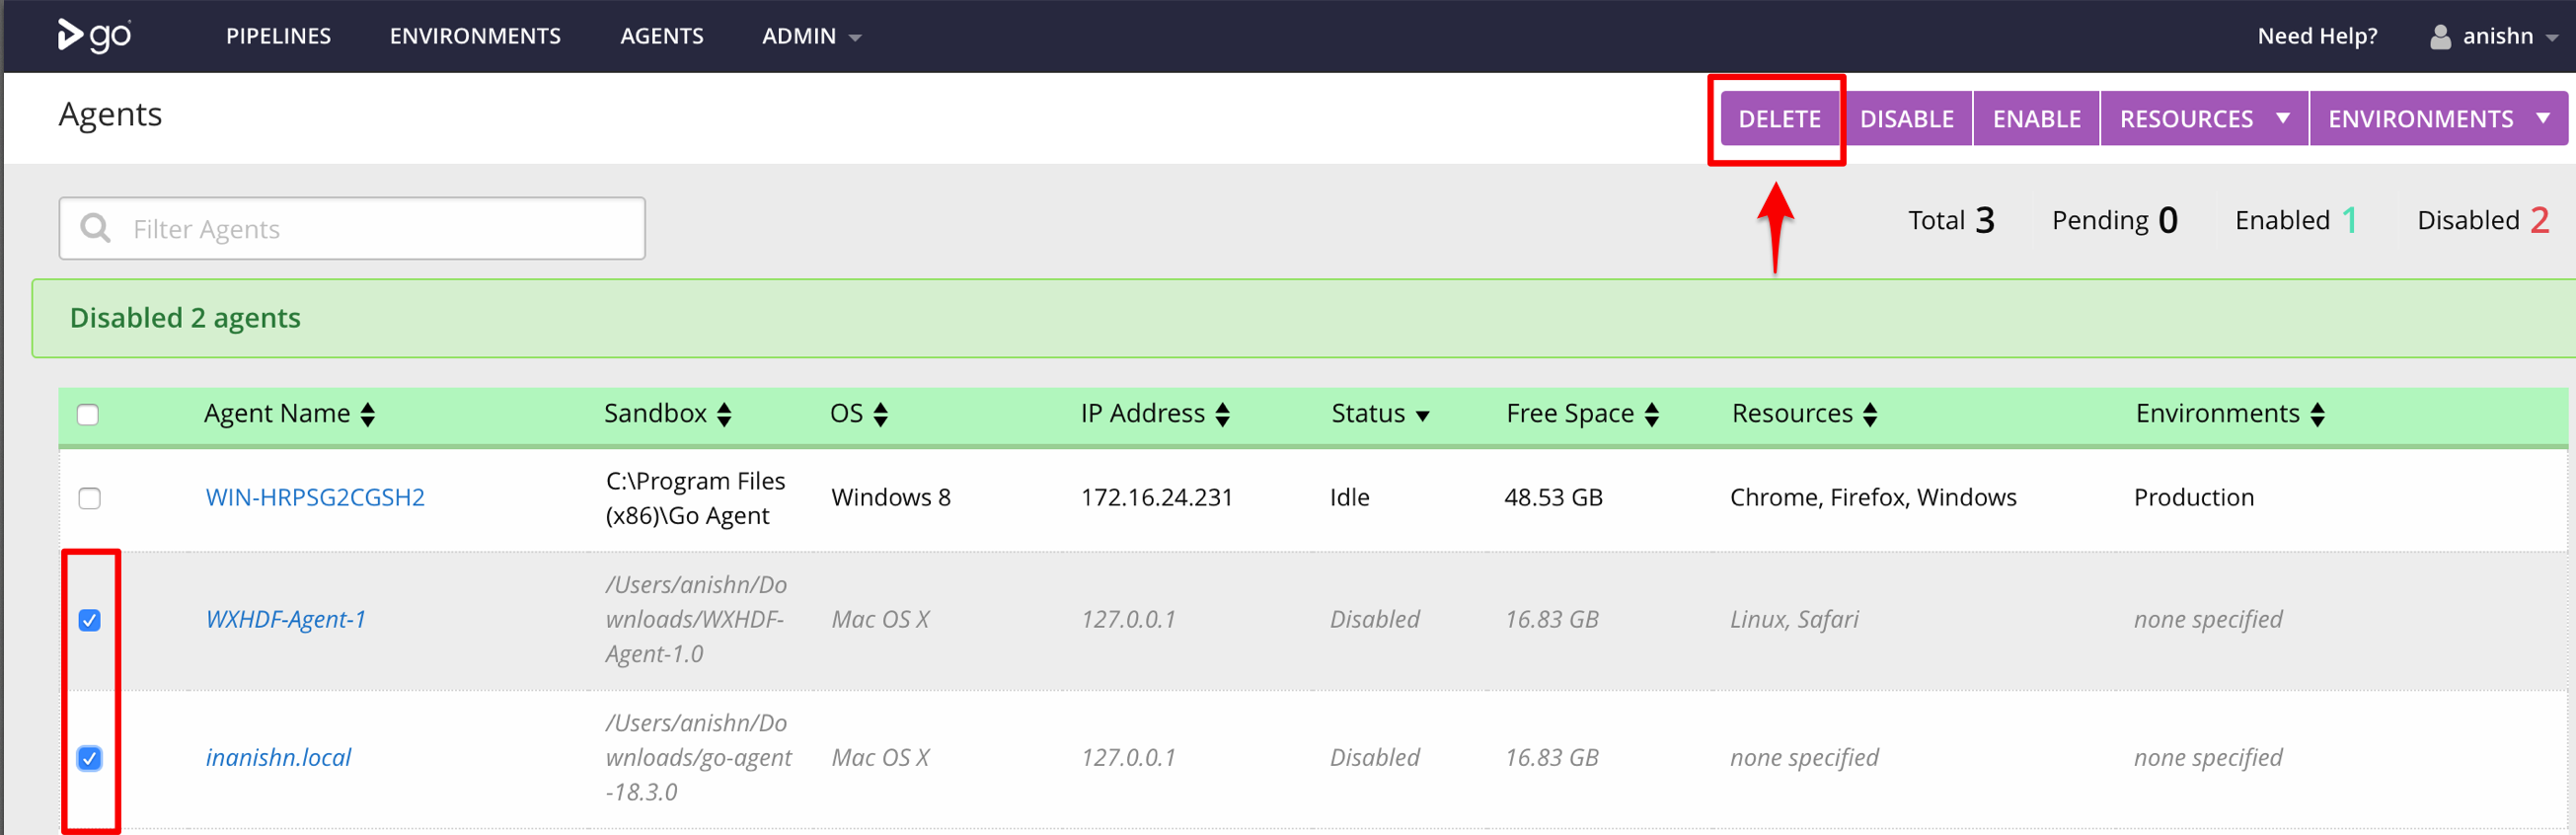 go PIPELINES ENVIRONMENTS AGENTS ADMIN Need Help? anishn
Agents DELETE DISABLE ENABLE RESOURCES ENVIRONMENTS
Filter Agents Total 3 Pending 0 Enabled 1 Disabled 2
Disabled 2 agents
Agent Name Sandbox OS IP Address Status Free Space Resources Environments
WIN-HRPSG2CGSH2 C:\Program Files Windows 8 172.16.24.231 Idle 48.53 GB Chrome, Firefox, Windows Production
(x86)\Go Agent
/Users/anishn/Do
WXHDF-Agent-1 wnloads/WXHDF- Mac OS X 127.0.0.1 Disabled 16.83 GB Linux, Safari none specified
Agent-1.0
/Users/anishn/Do
inanishn.local wnloads/go-agent Mac OS X 127.0.0.1 Disabled 16.83 GB none specified none specified
-18.3.0